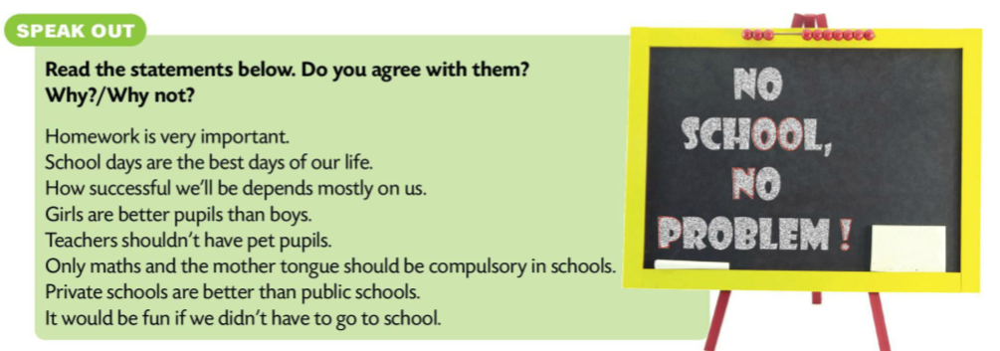 SPEAK OUT
Read the statements below. Do you agree with them?
Why?/Why not?
Homework is very important.
School days are the best days of our life.
How successful we'll be depends mostly on us.
Girls are better pupils than boys.
Teachers shouldn't have pet pupils.
Only maths and the mother tongue should be compulsory in schools.
Private schools are better than public schools.
It would be fun if we didn't have to go to school.
NO
SCHOOL,
NO
PROBLEM!